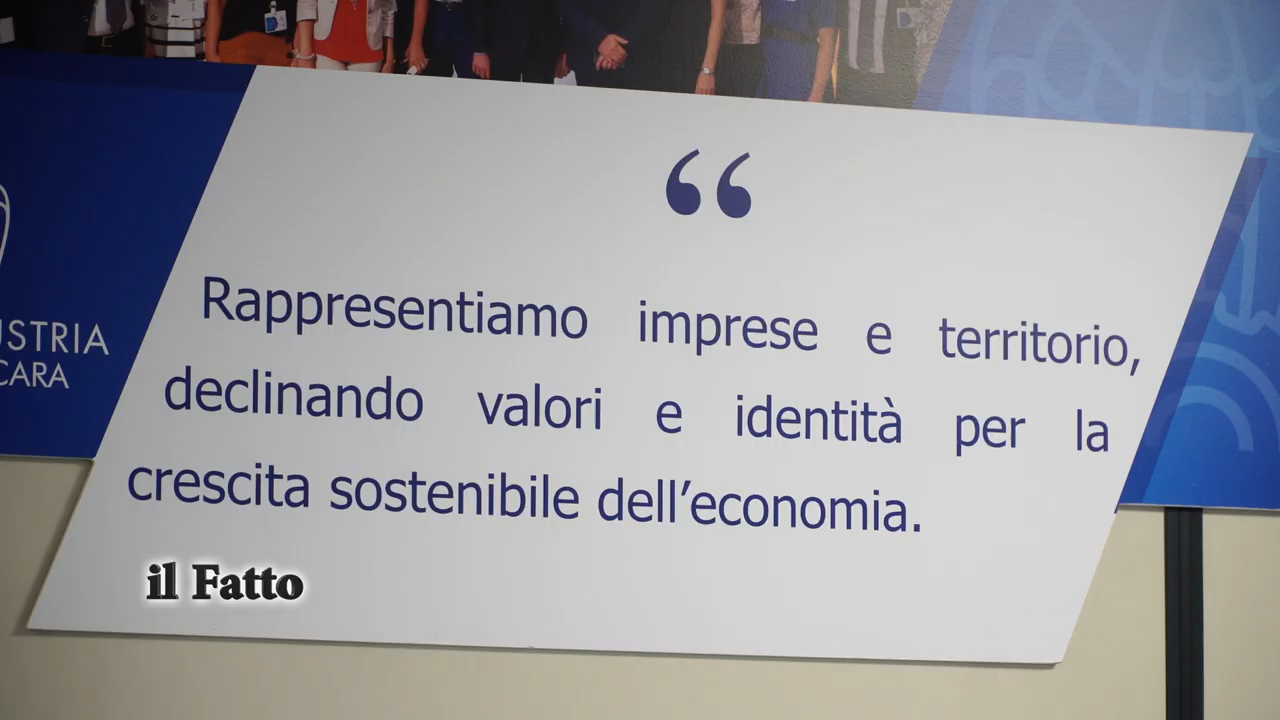 “
Rappresentiamo imprese e territorio,
declinando valori e identità per la
crescita sostenibile dell’economia.
USTRIA
CARA
il Fatto